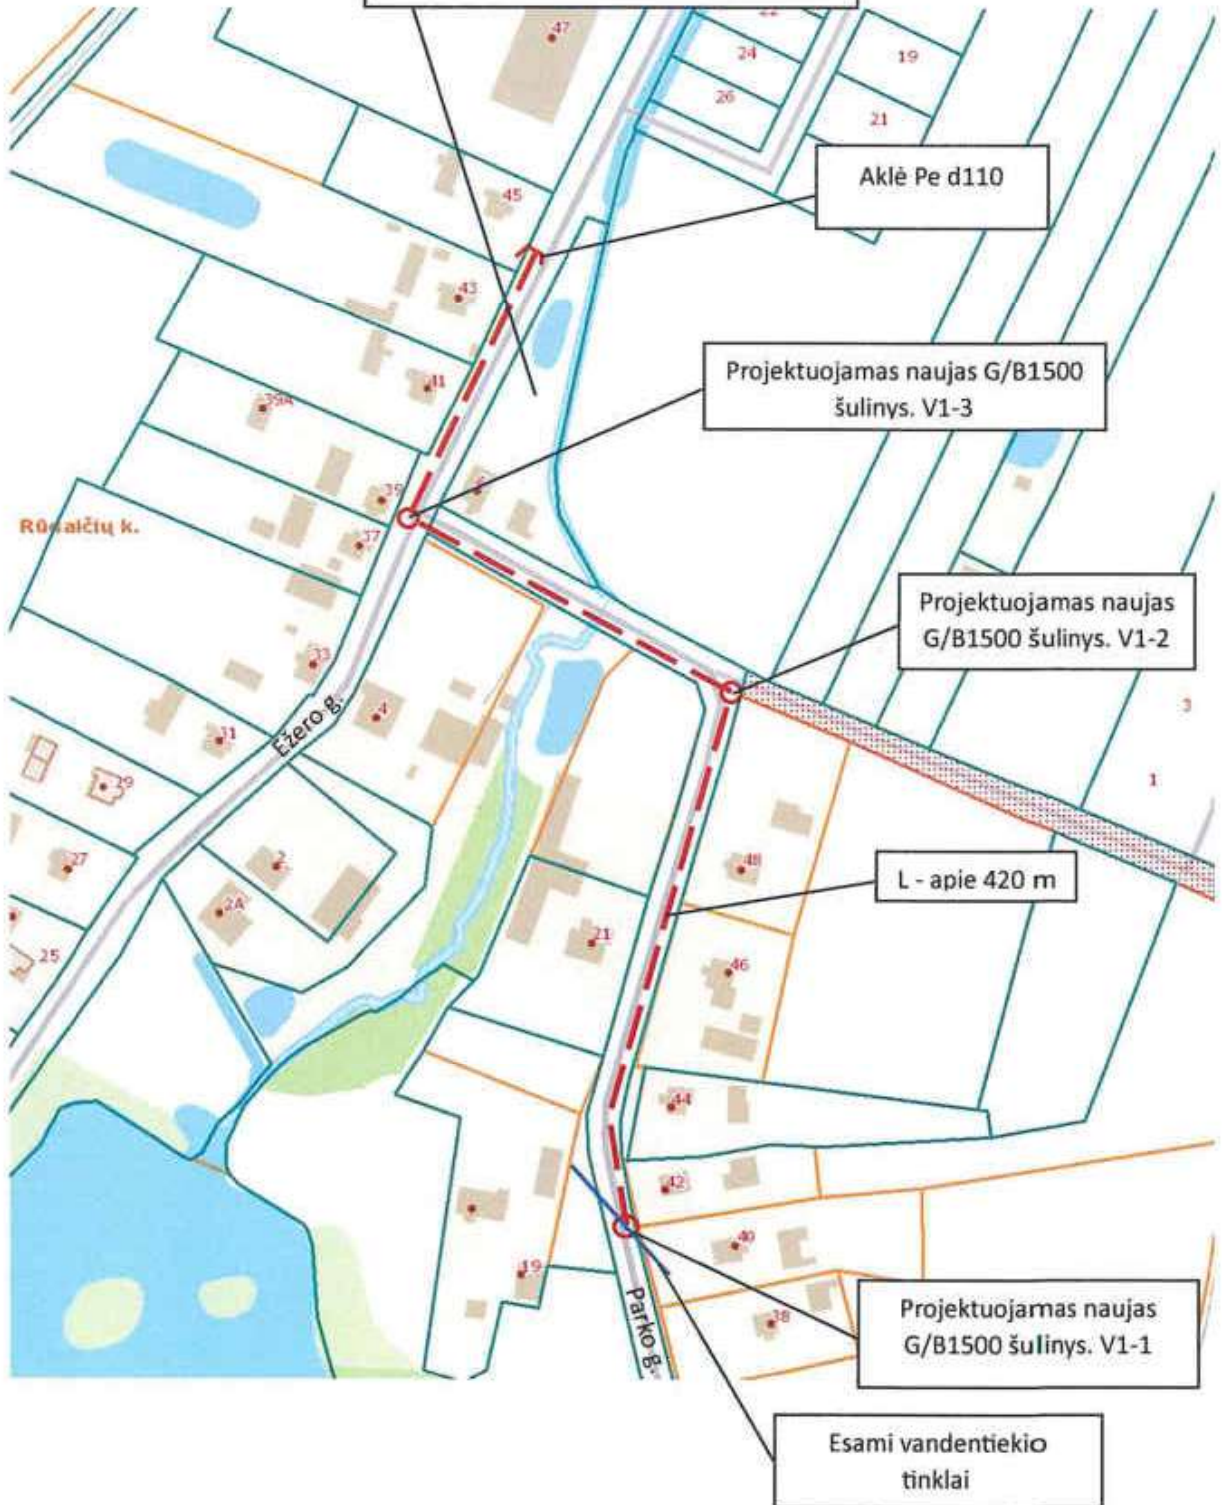 47
22
24
26
19
21
Aklė Pe d110
45
43
41
Projektuojamas naujas G/B1500
šulinys. V1-3
39A
39
6
Rūdaičių k.
37
Projektuojamas naujas
G/B1500 šulinys. V1-2
33
4
3
Ežero g.
31
29
1
27
2
48
L - apie 420 m
2A
21
25
46
44
42
40
19
Parko g.
38
Projektuojamas naujas
G/B1500 šulinys. V1-1
Esami vandentiekio
tinklai